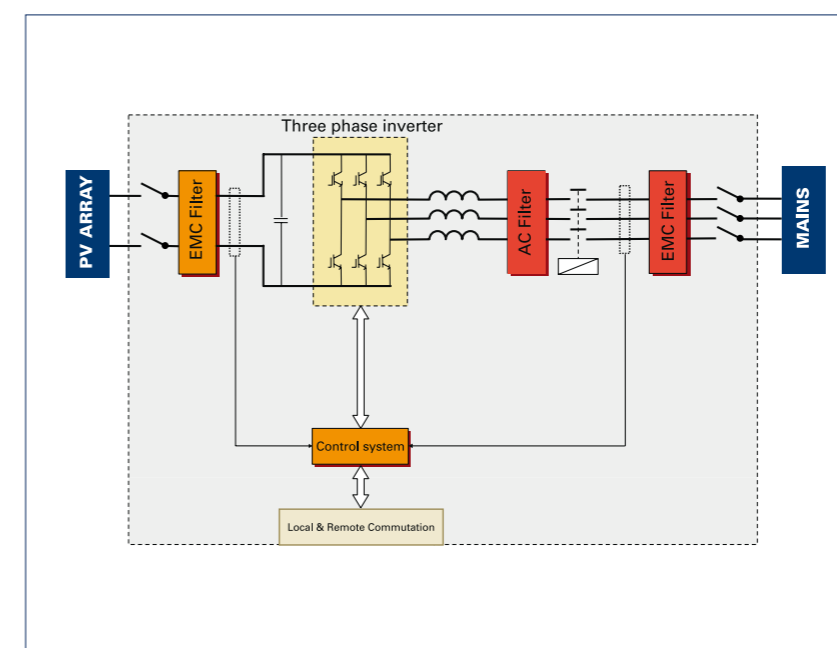 Three phase inverter
PV ARRAY
EMC Filter
AC Filter
EMC Filter
MAINS
Control system
Local & Remote Commutation